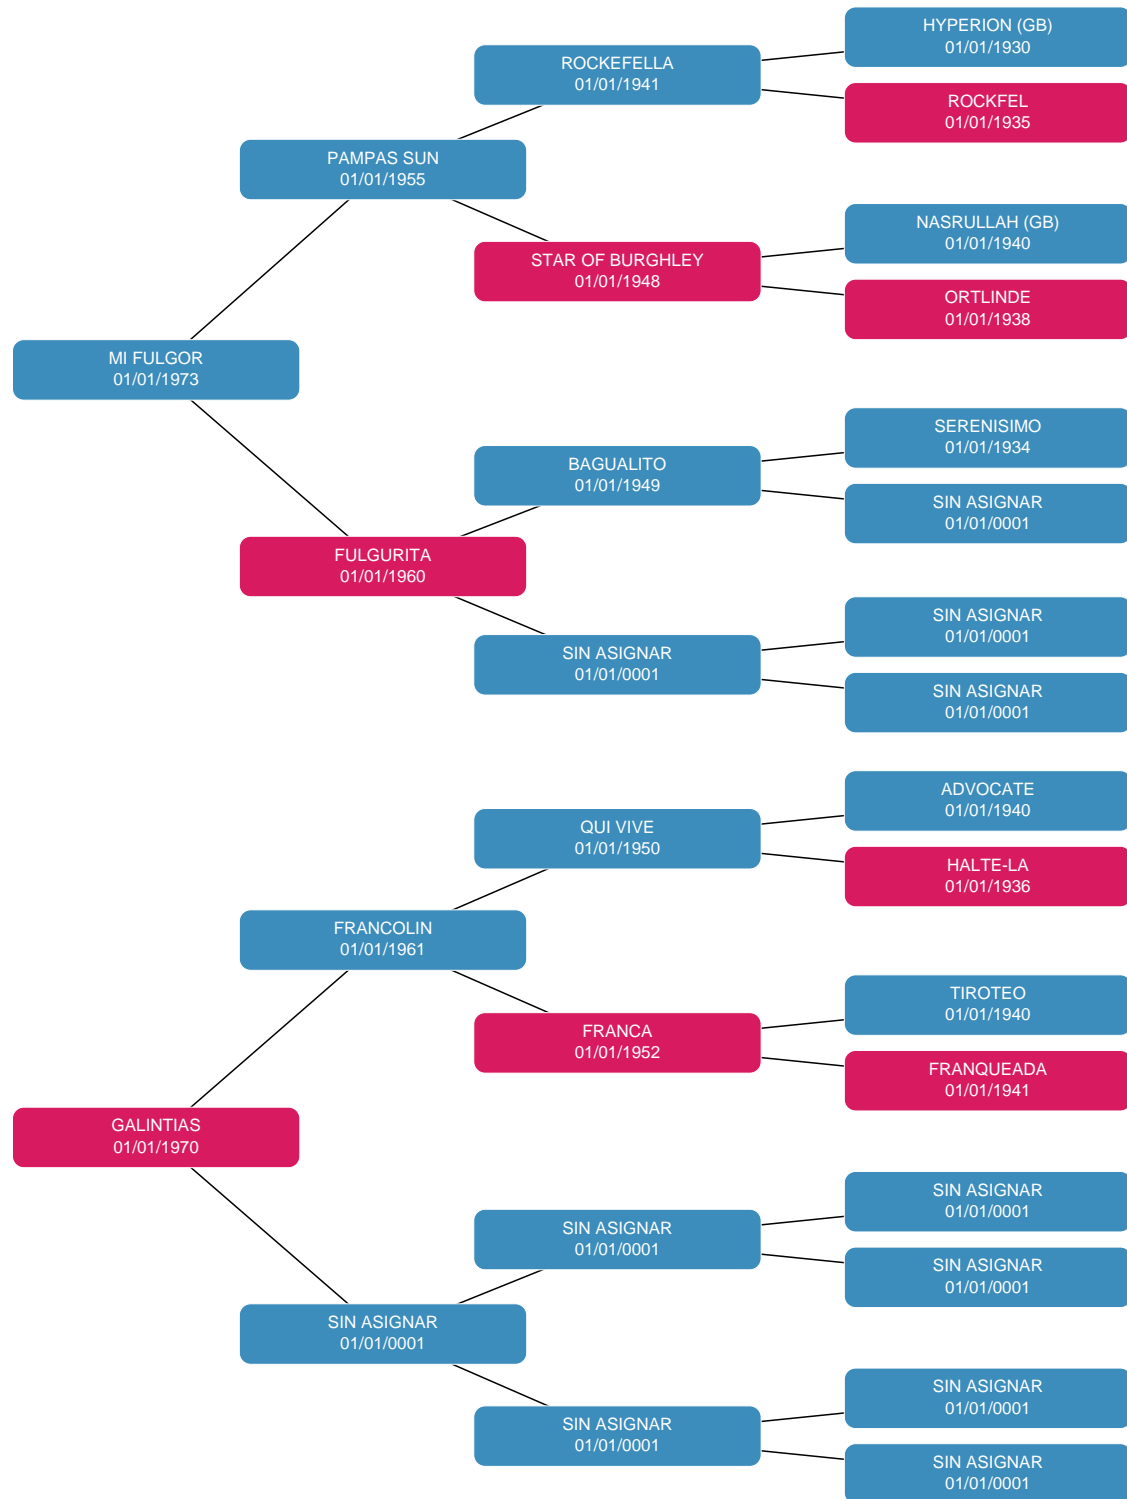 HYPERION (GB)
01/01/1930
ROCKEFELLA
01/01/1941
ROCKFEL
01/01/1935
PAMPAS SUN
01/01/1955
NASRULLAH (GB)
01/01/1940
STAR OF BURGHLEY
01/01/1948
ORTLINDE
01/01/1938
MI FULGOR
01/01/1973
SERENISIMO
01/01/1934
BAGUALITO
01/01/1949
SIN ASIGNAR
01/01/0001
FULGURITA
01/01/1960
SIN ASIGNAR
01/01/0001
SIN ASIGNAR
01/01/0001
SIN ASIGNAR
01/01/0001
ADVOCATE
01/01/1940
QUI VIVE
01/01/1950
HALTE-LA
01/01/1936
FRANCOLIN
01/01/1961
TIROTEO
01/01/1940
FRANCA
01/01/1952
FRANQUEADA
01/01/1941
GALINTIAS
01/01/1970
SIN ASIGNAR
01/01/0001
SIN ASIGNAR
01/01/0001
SIN ASIGNAR
01/01/0001
SIN ASIGNAR
01/01/0001
SIN ASIGNAR
01/01/0001
SIN ASIGNAR
01/01/0001
SIN ASIGNAR
01/01/0001